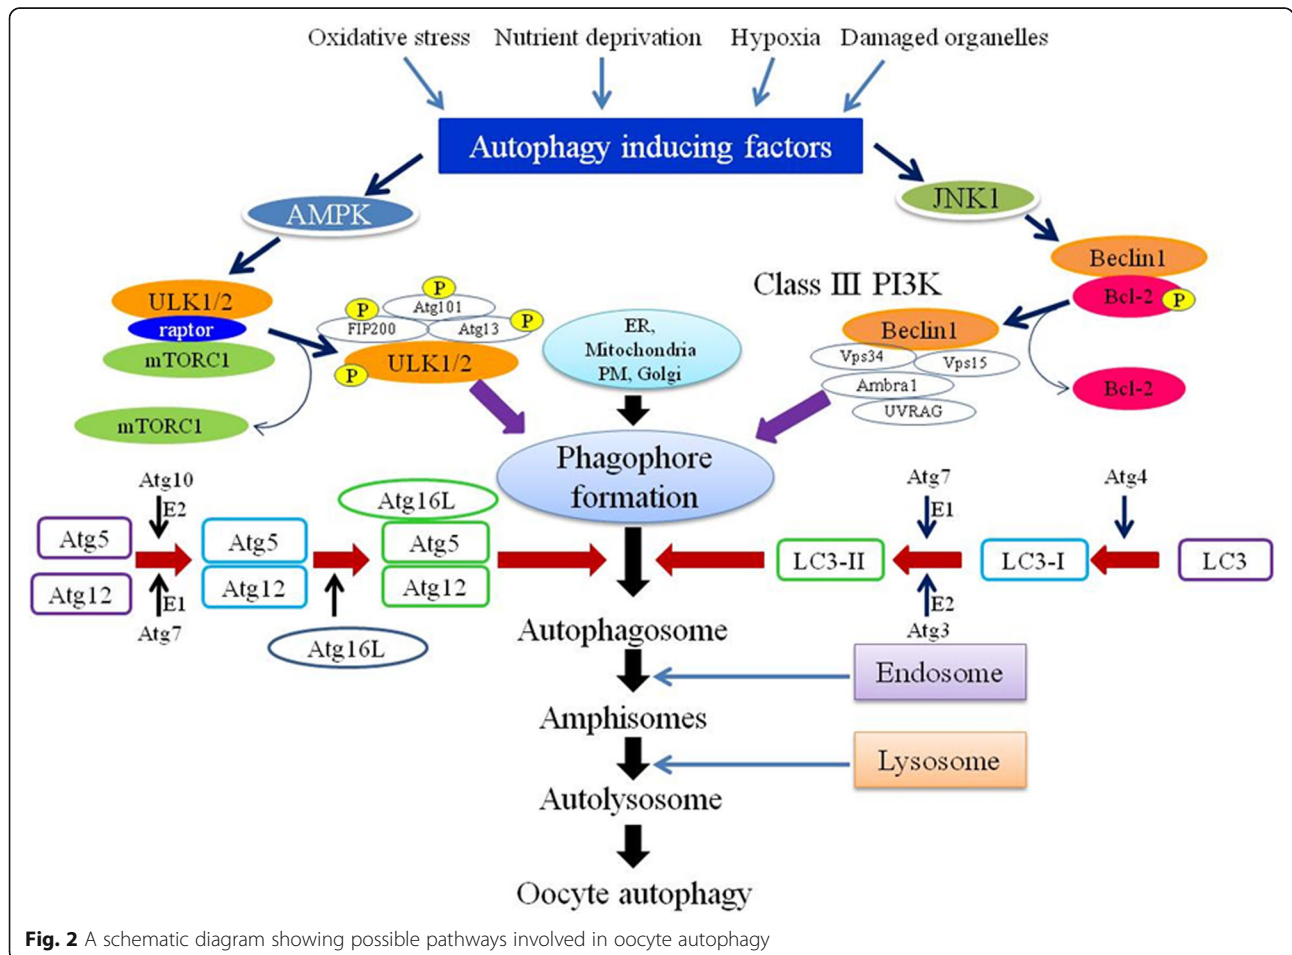 Oxidative stress
Nutrient deprivation
Hypoxia
Damaged organelles
Autophagy inducing factors
AMPK
JNK1
ULK1/2
raptor
mTORC1
mTORC1
P
P
P
P
Atg101
FIP200
Atg13
ULK1/2
ER,
Mitochondria
PM, Golgi
Class III PI3K
Beclin1
Vps34
Vps15
Ambra1
UVRAG
Beclin1
Bcl-2
P
Bcl-2
Phagophore
formation
Atg10
E2
Atg5
Atg12
E1
Atg7
Atg5
Atg12
Atg16L
Atg16L
Atg5
Atg12
LC3-II
Atg7
E1
E2
Atg3
LC3-I
Atg4
LC3
Autophagosome
Endosome
Amphisomes
Lysosome
Autolysosome
Oocyte autophagy
Fig. 2 A schematic diagram showing possible pathways involved in oocyte autophagy